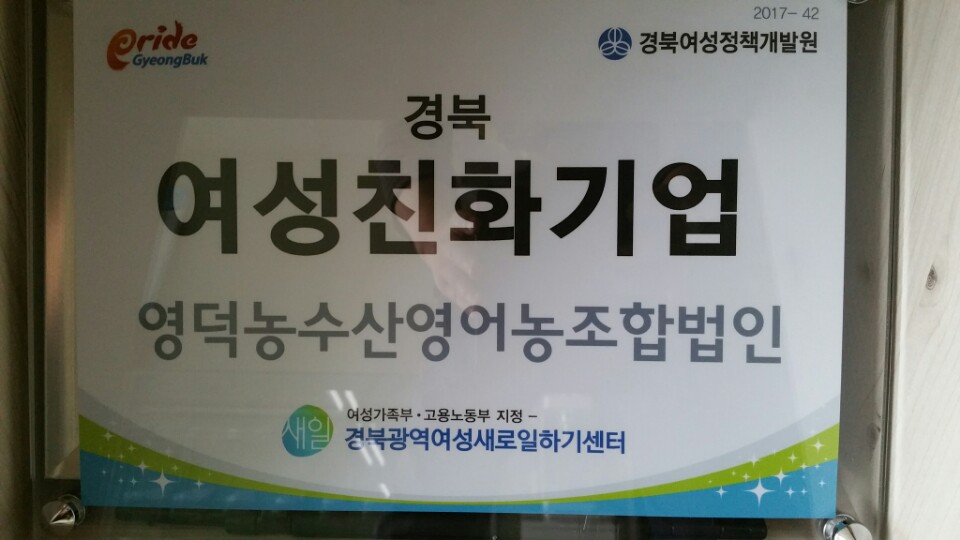 2017- 42
Pride
GyeongBuk
경북여성정책개발원
경북
여성친화기업
영덕농수산영어농조합법인
새일
여성가족부·고용노동부 지정 -
경북광역여성새로일하기센터